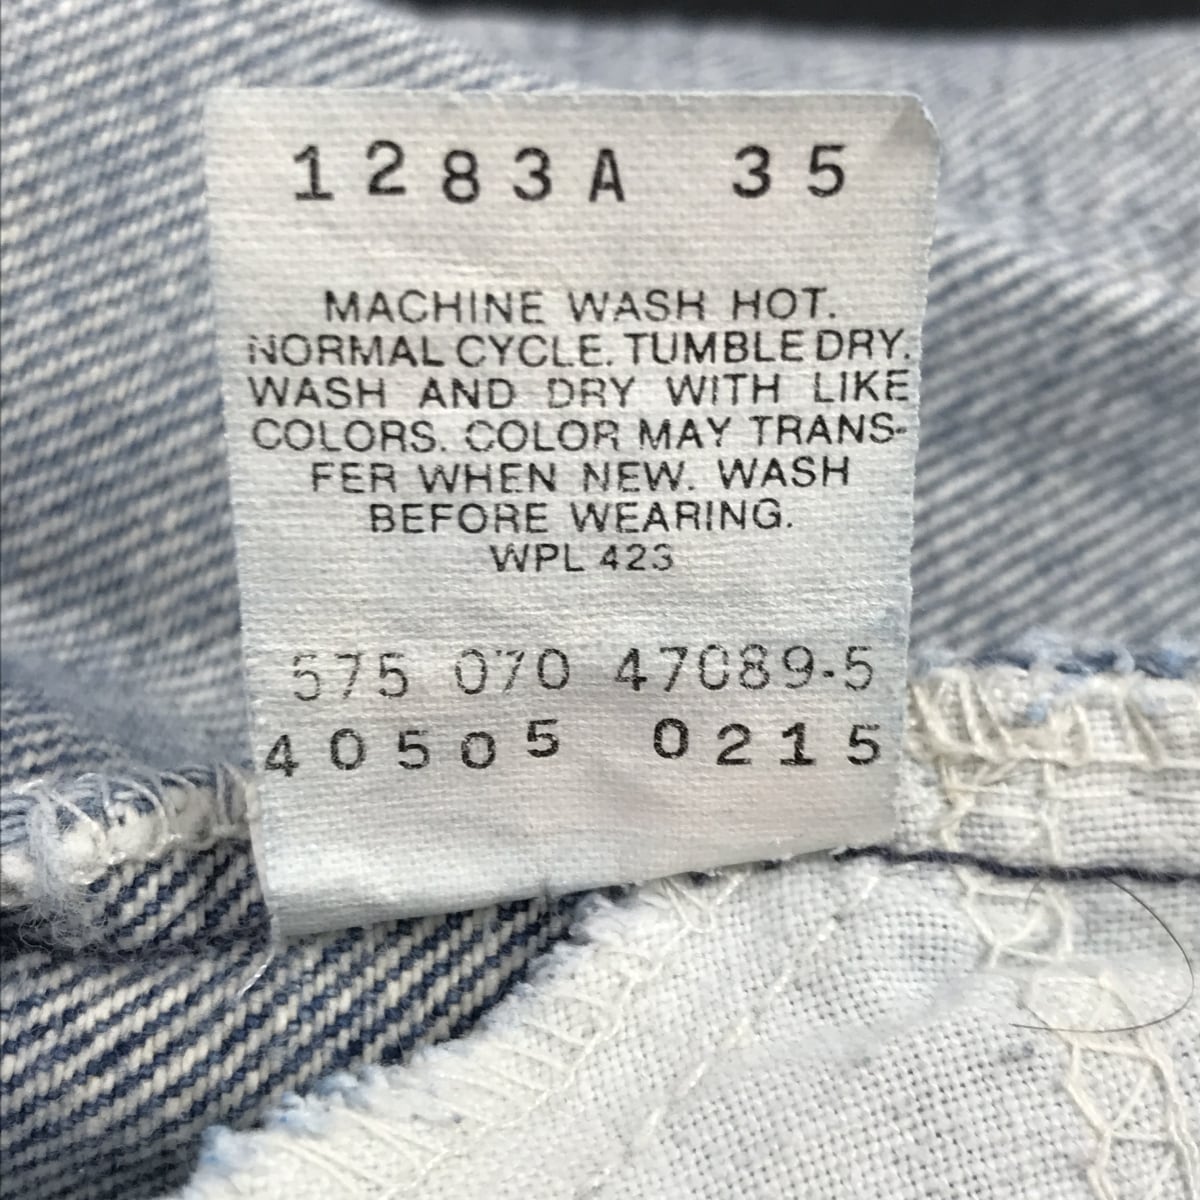 1283A 35
MACHINE WASH HOT.
NORMAL CYCLE. TUMBLE DRY.
WASH AND DRY WITH LIKE
COLORS. COLOR MAY TRANS-
FER WHEN NEW. WASH
BEFORE WEARING.
WPL 423
575 070 47089-5
40505 0215